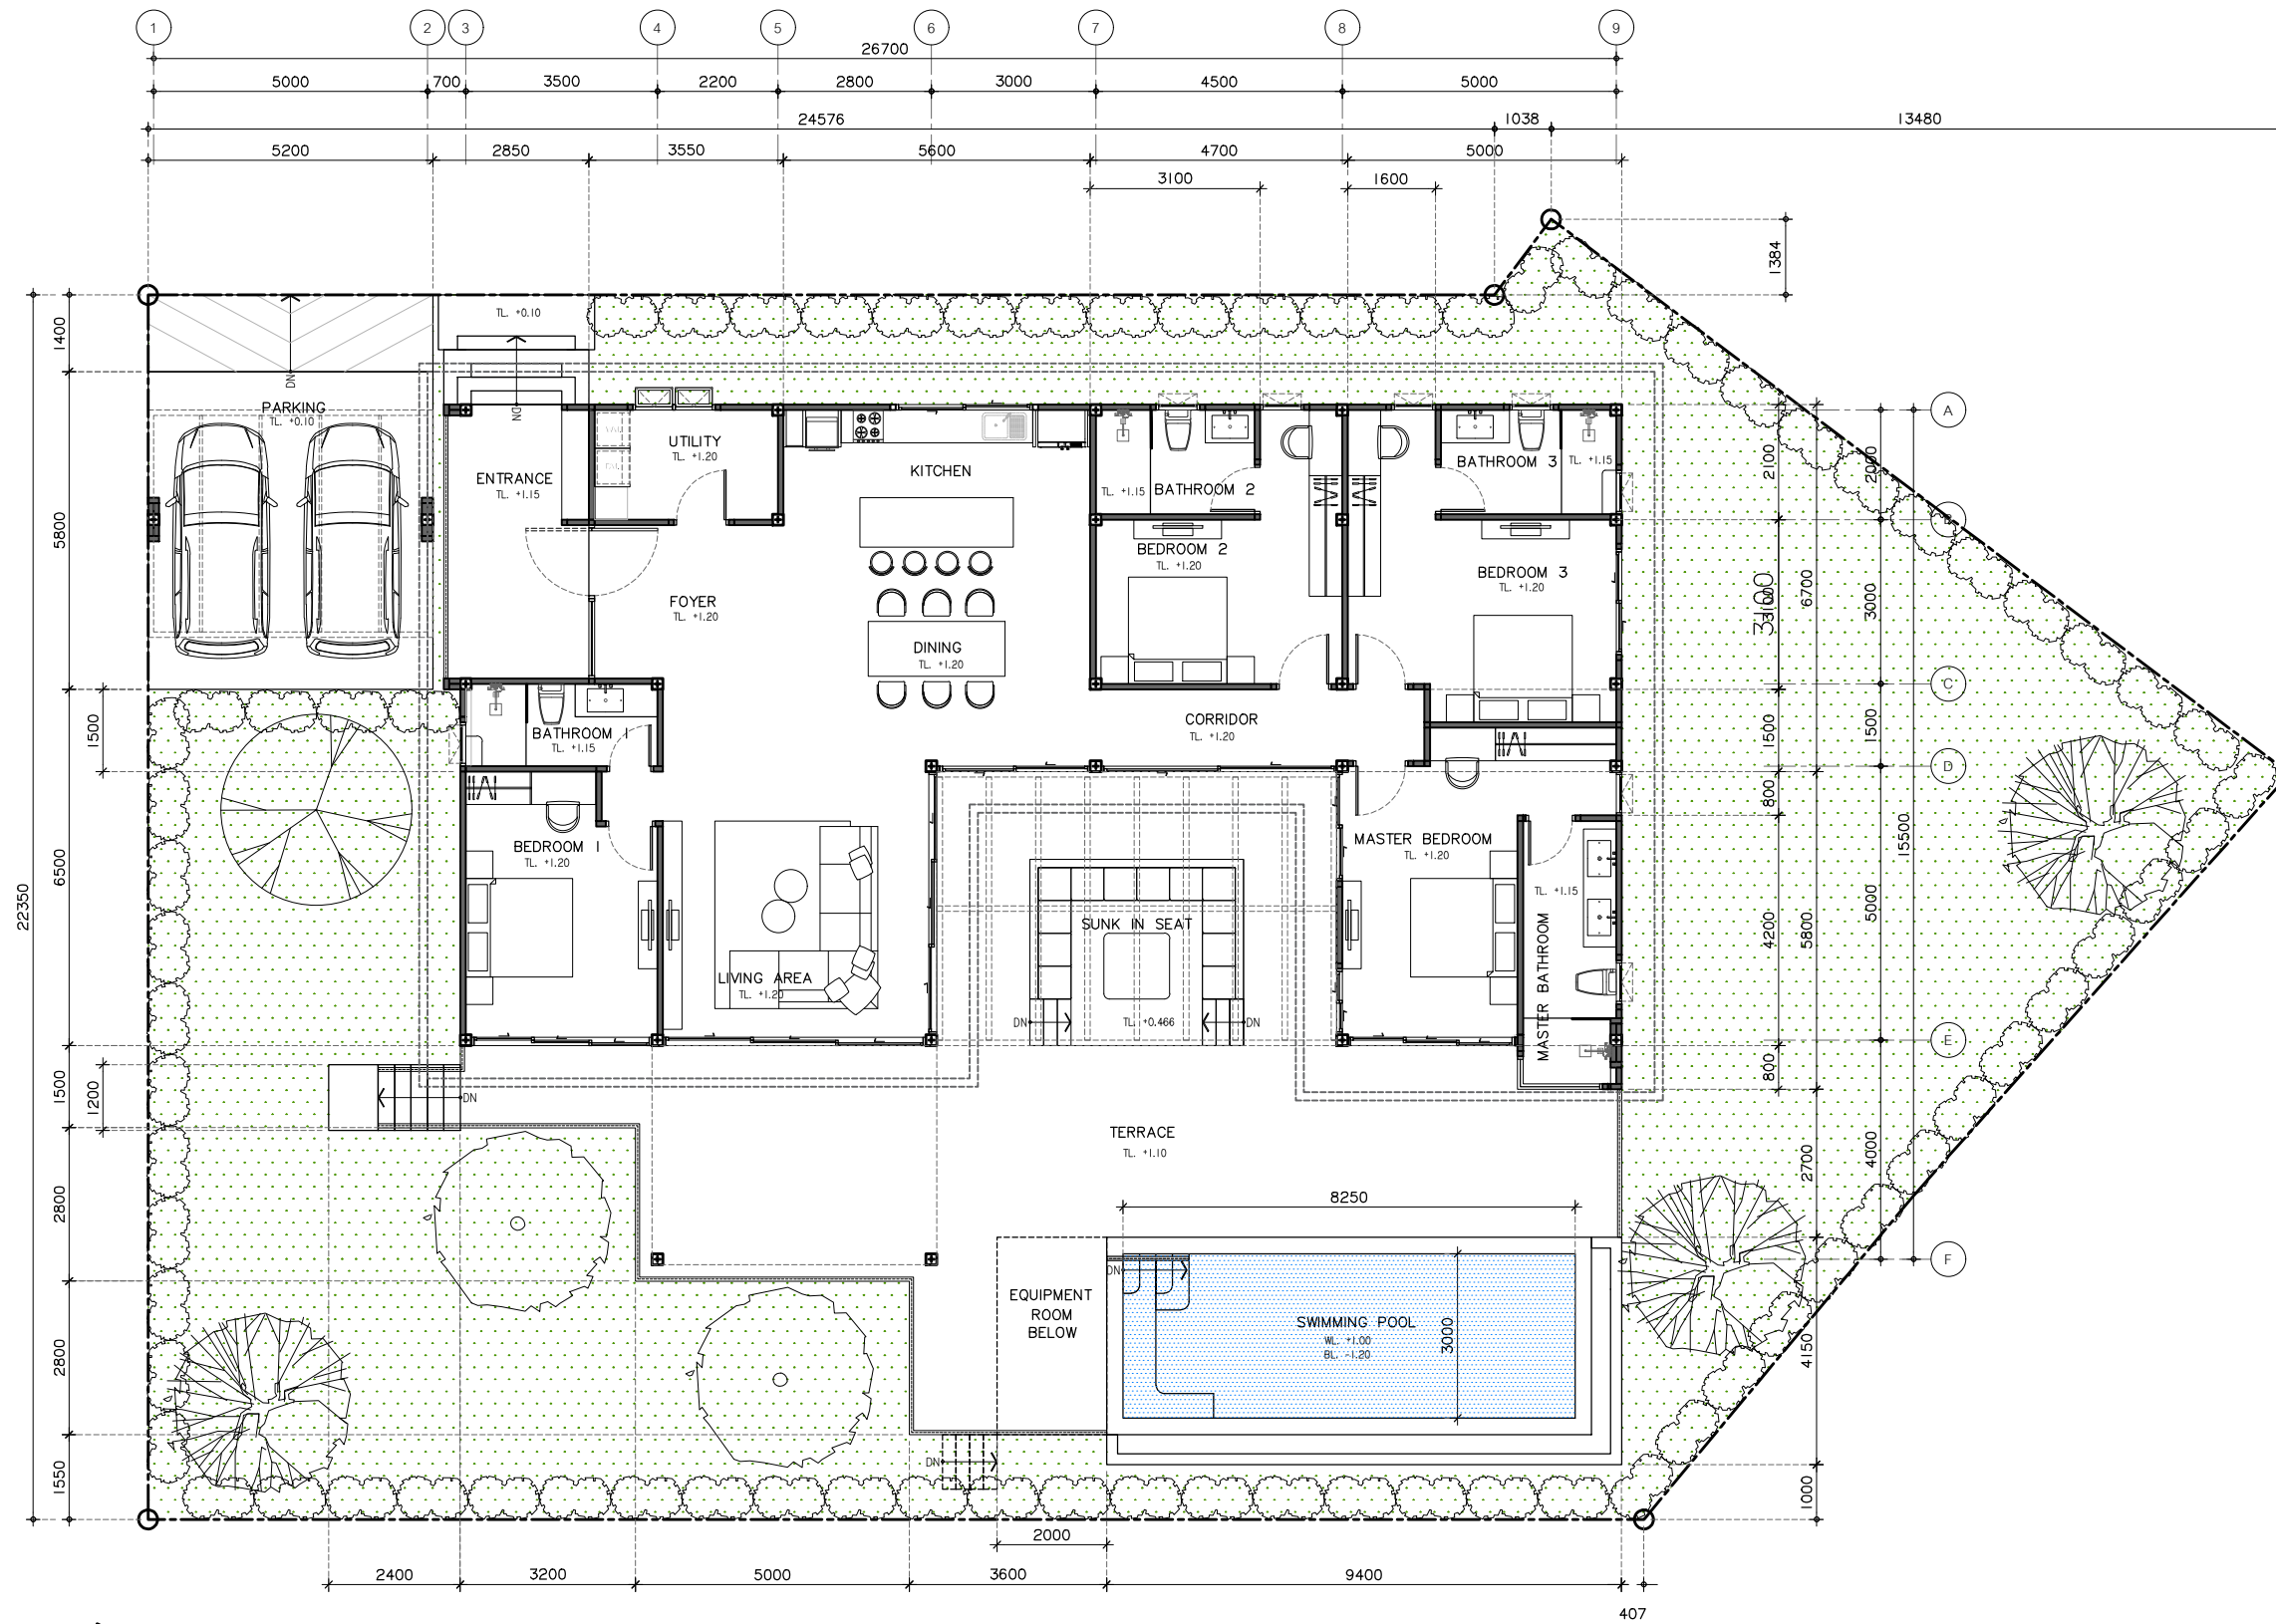 1 2 3 4 5 6 7 8 9
26700
5000 700 3500 2200 2800 3000 4500 5000
24576 1038 13480
5200 2850 3550 5600 4700 5000
3100 1600
1384
1400
5800
1500
6500
22350
1500
1200
2800
2800
1550
TL. +0.10
DN
PARKING
TL. +0.10
DN
ENTRANCE
TL. +1.15
UTILITY
TL. +1.20
KITCHEN
TL. +1.15
BATHROOM 2
BATHROOM 3
TL. +1.15
BEDROOM 2
TL. +1.20
BEDROOM 3
TL. +1.20
FOYER
TL. +1.20
DINING
TL. +1.20
CORRIDOR
TL. +1.20
BATHROOM 1
TL. +1.15
BEDROOM 1
TL. +1.20
MASTER BEDROOM
TL. +1.20
TL. +1.15
MASTER BATHROOM
SUNK IN SEAT
LIVING AREA
TL. +1.20
DN
TL. +0.466
DN
DN
TERRACE
TL. +1.10
8250
DN
EQUIPMENT
ROOM
BELOW
SWIMMING POOL
WL. +1.00
BL. -1.20
3000
DN
A
B
C
D
E
F
2100
3100
3100
1500
800
4200
800
6700
5800
2700
4150
1000
2000
3000
1500
5000
4000
15500
2000
2400 3200 5000 3600 9400
407